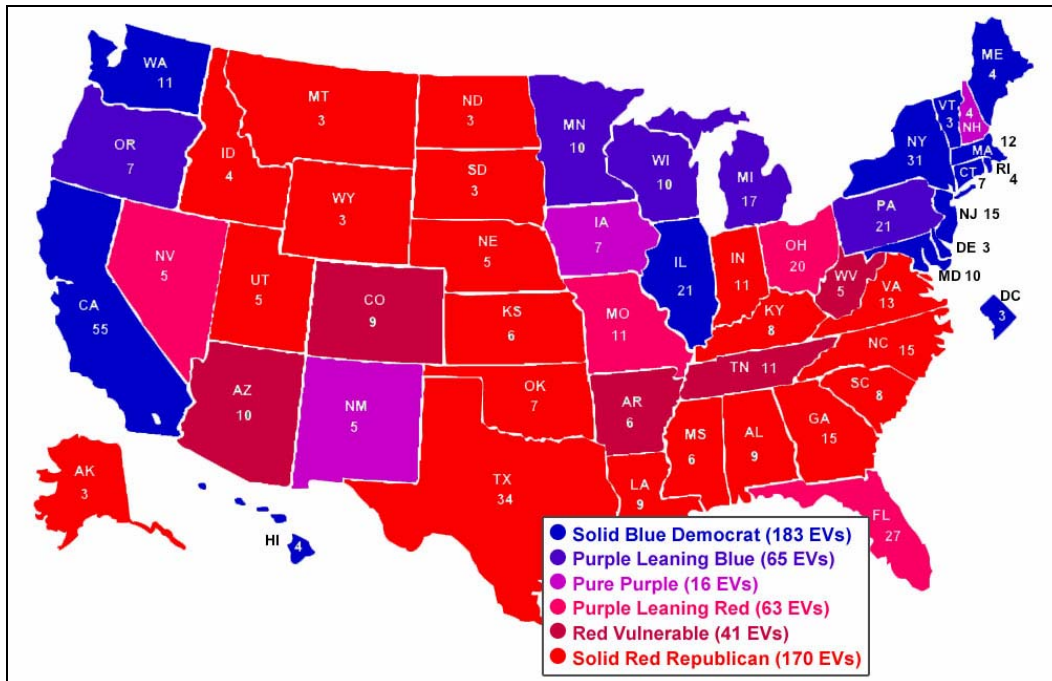 WA
11
OR
7
CA
55
NV
5
ID
4
MT
3
WY
3
UT
5
CO
9
AZ
10
NM
5
ND
3
SD
3
NE
5
KS
6
OK
7
TX
34
MN
10
IA
7
MO
11
AR
6
LA
9
WI
10
IL
21
MI
17
IN
11
OH
20
KY
8
TN 11
MS
6
AL
9
GA
15
FL
27
SC
8
NC 15
VA
13
WV
5
PA
21
NY
31
VT
3
4
NH
ME
4
12
MA
RI
4
CT
7
NJ 15
DE 3
MD 10
DC
3
AK
3
HI
4
Solid Blue Democrat (183 EVs)
Purple Leaning Blue (65 EVs)
Pure Purple (16 EVs)
Purple Leaning Red (63 EVs)
Red Vulnerable (41 EVs)
Solid Red Republican (170 EVs)